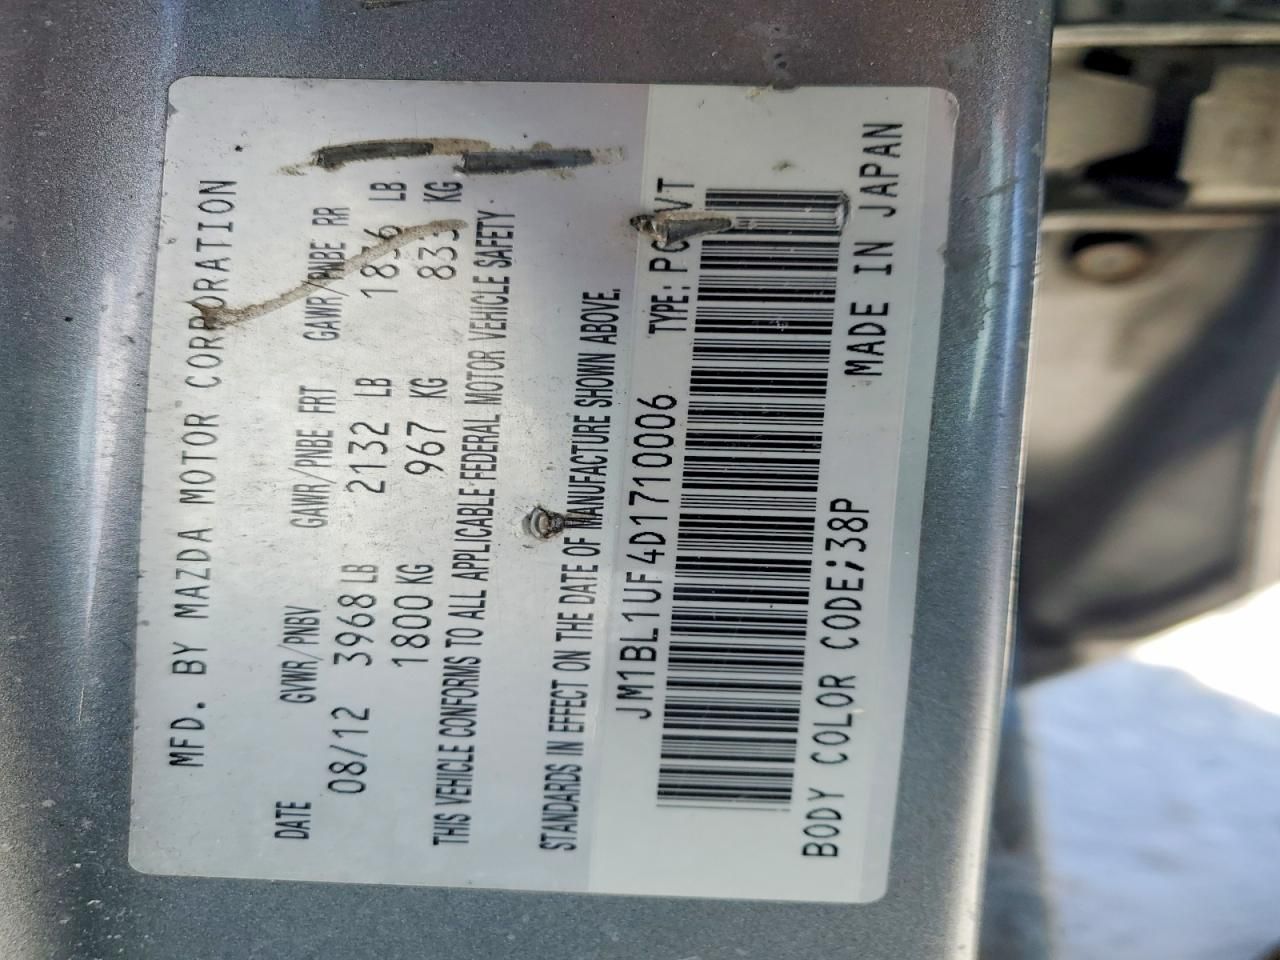 MFD. BY MAZDA MOTOR CORPORATION
DATE GVWR/PNBV GAWR/PNBE FRT GAWR/PNBE RR
08/12 3968 LB 2132 LB 1836 LB
1800 KG 967 KG 833 KG
THIS VEHICLE CONFORMS TO ALL APPLICABLE FEDERAL MOTOR VEHICLE SAFETY
STANDARDS IN EFFECT ON THE DATE OF MANUFACTURE SHOWN ABOVE.
JM1BL1UF4D1710006 TYPE:
BODY COLOR CODE;38P MADE IN JAPAN